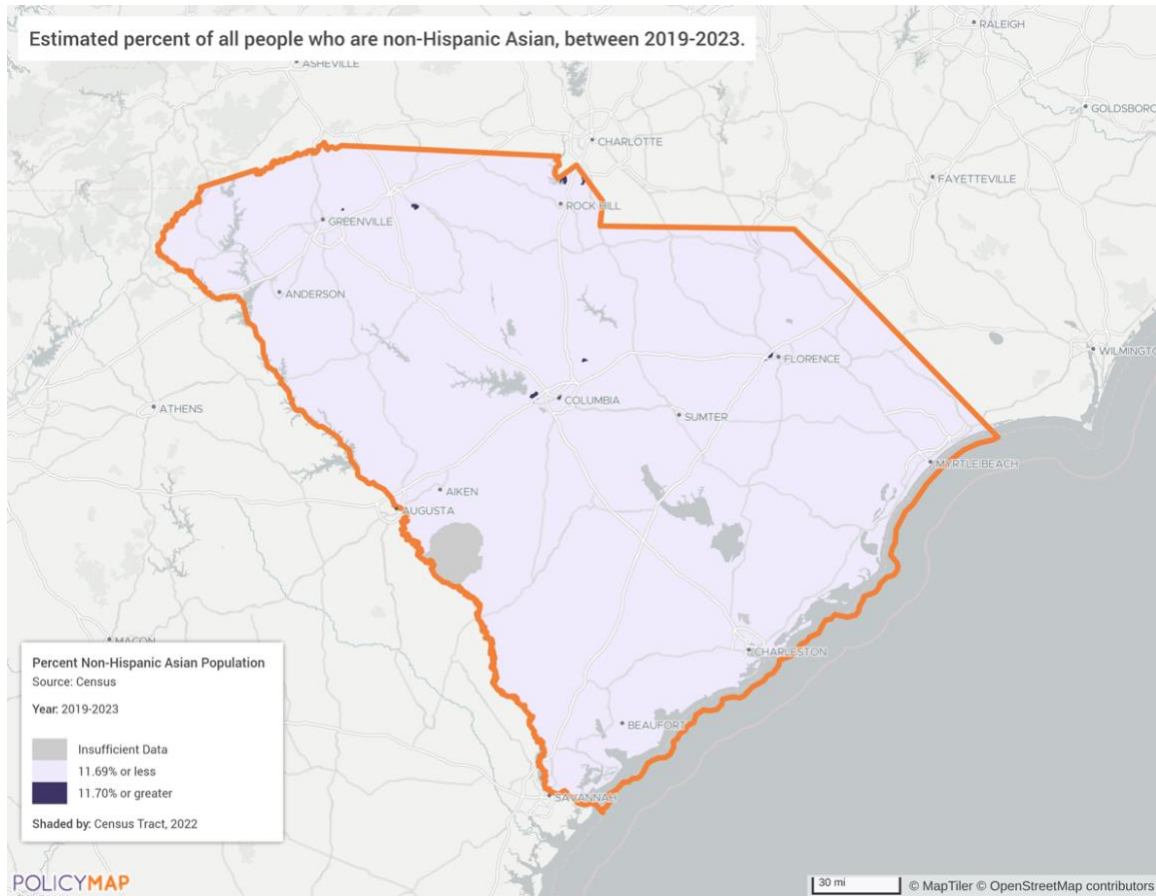 Estimated percent of all people who are non-Hispanic Asian, between 2019-2023.
RALEIGH
ASHEVILLE
GOLDSBORO
CHARLOTTE
FAYETTEVILLE
ROCK HILL
GREENVILLE
ANDERSON
WILMINGTON
FLORENCE
ATHENS
COLUMBIA
SUMTER
MYRTLE BEACH
AIKEN
AUGUSTA
MACON
CHARLESTON
BEAUFORT
SAVANNAH
Percent Non-Hispanic Asian Population
Source: Census
Year: 2019-2023
Insufficient Data
11.69% or less
11.70% or greater
Shaded by: Census Tract, 2022
POLICYMAP
30 mi
© MapTiler © OpenStreetMap contributors